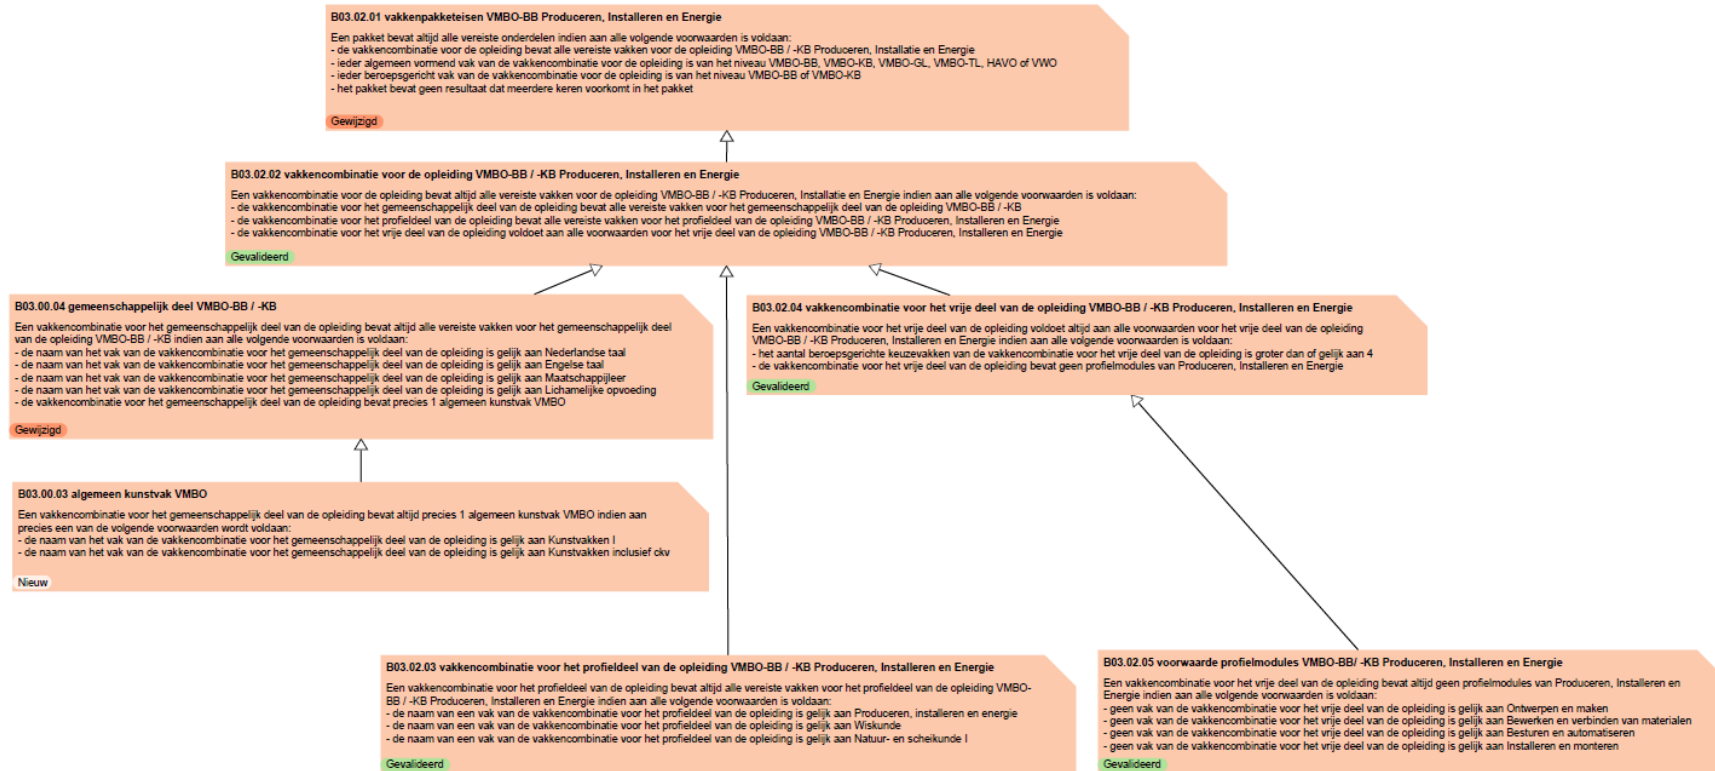 B03.02.01 vakkenpakketeisen VMBO-BB Produceren, Installeren en Energie
Een pakket bevat altijd alle vereiste onderdelen indien aan alle volgende voorwaarden is voldaan:
- de vakkencombinatie voor de opleiding bevat alle vereiste vakken voor de opleiding VMBO-BB / -KB Produceren, Installatie en Energie
- ieder algemeen vormend vak van de vakkencombinatie voor de opleiding is van het niveau VMBO-BB, VMBO-KB, VMBO-GL, VMBO-TL, HAVO of VWO
- ieder beroepsgericht vak van de vakkencombinatie voor de opleiding is van het niveau VMBO-BB of VMBO-KB
- het pakket bevat geen resultaat dat meerdere keren voorkomt in het pakket
Gewijzigd
B03.02.02 vakkencombinatie voor de opleiding VMBO-BB / -KB Produceren, Installeren en Energie
Een vakkencombinatie voor de opleiding bevat altijd alle vereiste vakken voor de opleiding VMBO-BB / -KB Produceren, Installatie en Energie indien aan alle volgende voorwaarden is voldaan:
- de vakkencombinatie voor het gemeenschappelijk deel van de opleiding bevat alle vereiste vakken voor het gemeenschappelijk deel van de opleiding VMBO-BB / -KB
- de vakkencombinatie voor het profieldeel van de opleiding bevat alle vereiste vakken voor het profieldeel van de opleiding VMBO-BB / -KB Produceren, Installeren en Energie
- de vakkencombinatie voor het vrije deel van de opleiding voldoet aan alle voorwaarden voor het vrije deel van de opleiding VMBO-BB / -KB Produceren, Installeren en Energie
Gevalideerd
B03.00.04 gemeenschappelijk deel VMBO-BB / -KB
Een vakkencombinatie voor het gemeenschappelijk deel van de opleiding bevat altijd alle vereiste vakken voor het gemeenschappelijk deel
van de opleiding VMBO-BB / -KB indien aan alle volgende voorwaarden is voldaan:
- de naam van het vak van de vakkencombinatie voor het gemeenschappelijk deel van de opleiding is gelijk aan Nederlandse taal
- de naam van het vak van de vakkencombinatie voor het gemeenschappelijk deel van de opleiding is gelijk aan Engelse taal
- de naam van het vak van de vakkencombinatie voor het gemeenschappelijk deel van de opleiding is gelijk aan Maatschappijleer
- de naam van het vak van de vakkencombinatie voor het gemeenschappelijk deel van de opleiding is gelijk aan Lichamelijke opvoeding
- de vakkencombinatie voor het gemeenschappelijk deel van de opleiding bevat precies 1 algemeen kunstvak VMBO
Gewijzigd
B03.02.04 vakkencombinatie voor het vrije deel van de opleiding VMBO-BB / -KB Produceren, Installeren en Energie
Een vakkencombinatie voor het vrije deel van de opleiding voldoet altijd aan alle voorwaarden voor het vrije deel van de opleiding
VMBO-BB / -KB Produceren, Installeren en Energie indien aan alle volgende voorwaarden is voldaan:
- het aantal beroepsgerichte keuzevakken van de vakkencombinatie voor het vrije deel van de opleiding is groter dan of gelijk aan 4
- de vakkencombinatie voor het vrije deel van de opleiding bevat geen profielmodules van Produceren, Installeren en Energie
Gevalideerd
B03.00.03 algemeen kunstvak VMBO
Een vakkencombinatie voor het gemeenschappelijk deel van de opleiding bevat altijd precies 1 algemeen kunstvak VMBO indien aan
precies een van de volgende voorwaarden wordt voldaan:
- de naam van het vak van de vakkencombinatie voor het gemeenschappelijk deel van de opleiding is gelijk aan Kunstvakken I
- de naam van het vak van de vakkencombinatie voor het gemeenschappelijk deel van de opleiding is gelijk aan Kunstvakken inclusief ckv
Nieuw
B03.02.03 vakkencombinatie voor het profieldeel van de opleiding VMBO-BB / -KB Produceren, Installeren en Energie
Een vakkencombinatie voor het profieldeel van de opleiding bevat altijd alle vereiste vakken voor het profieldeel van de opleiding VMBO-
BB / -KB Produceren, Installeren en Energie indien aan alle volgende voorwaarden is voldaan:
- de naam van een vak van de vakkencombinatie voor het profieldeel van de opleiding is gelijk aan Produceren, installeren en energie
- de naam van een vak van de vakkencombinatie voor het profieldeel van de opleiding is gelijk aan Wiskunde
- de naam van een vak van de vakkencombinatie voor het profieldeel van de opleiding is gelijk aan Natuur- en scheikunde I
Gevalideerd
B03.02.05 voorwaarde profielmodules VMBO-BB/ -KB Produceren, Installeren en Energie
Een vakkencombinatie voor het vrije deel van de opleiding bevat altijd geen profielmodules van Produceren, Installeren en
Energie indien aan alle volgende voorwaarden is voldaan:
- geen vak van de vakkencombinatie voor het vrije deel van de opleiding is gelijk aan Ontwerpen en maken
- geen vak van de vakkencombinatie voor het vrije deel van de opleiding is gelijk aan Bewerken en verbinden van materialen
- geen vak van de vakkencombinatie voor het vrije deel van de opleiding is gelijk aan Besturen en automatiseren
- geen vak van de vakkencombinatie voor het vrije deel van de opleiding is gelijk aan Installeren en monteren
Gevalideerd